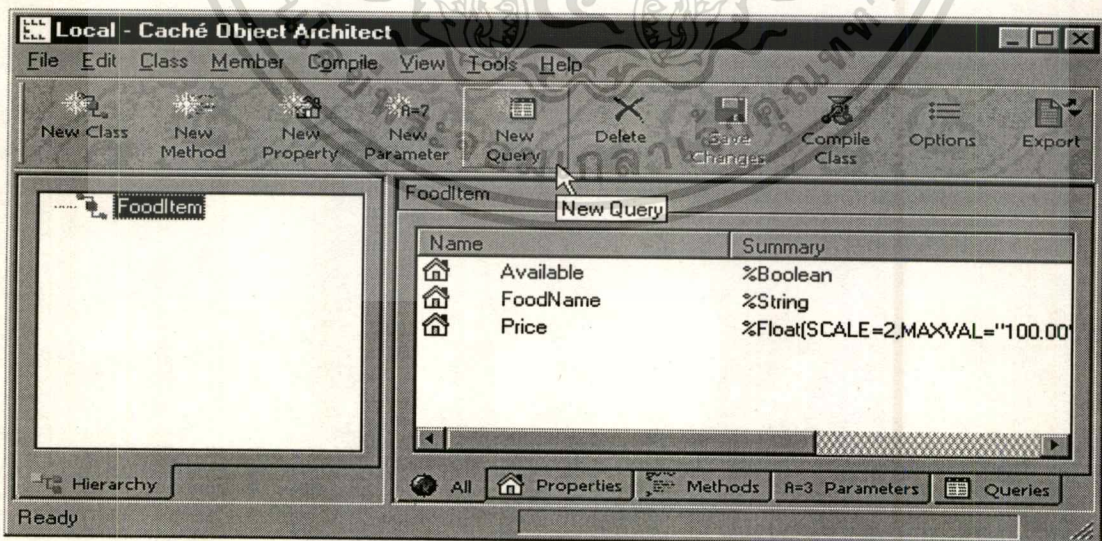 Local - Caché Object Architect
File Edit Class Member Compile View Tools Help
New Class New Method New Property New Parameter New Query Delete Save Changes Compile Class Options Export
FoodItem
FoodItem
New Query
Name Summary
Available %Boolean
FoodName %String
Price %Float(SCALE=2,MAXVAL="100.00"
Hierarchy
All Properties Methods A=3 Parameters Queries
Ready